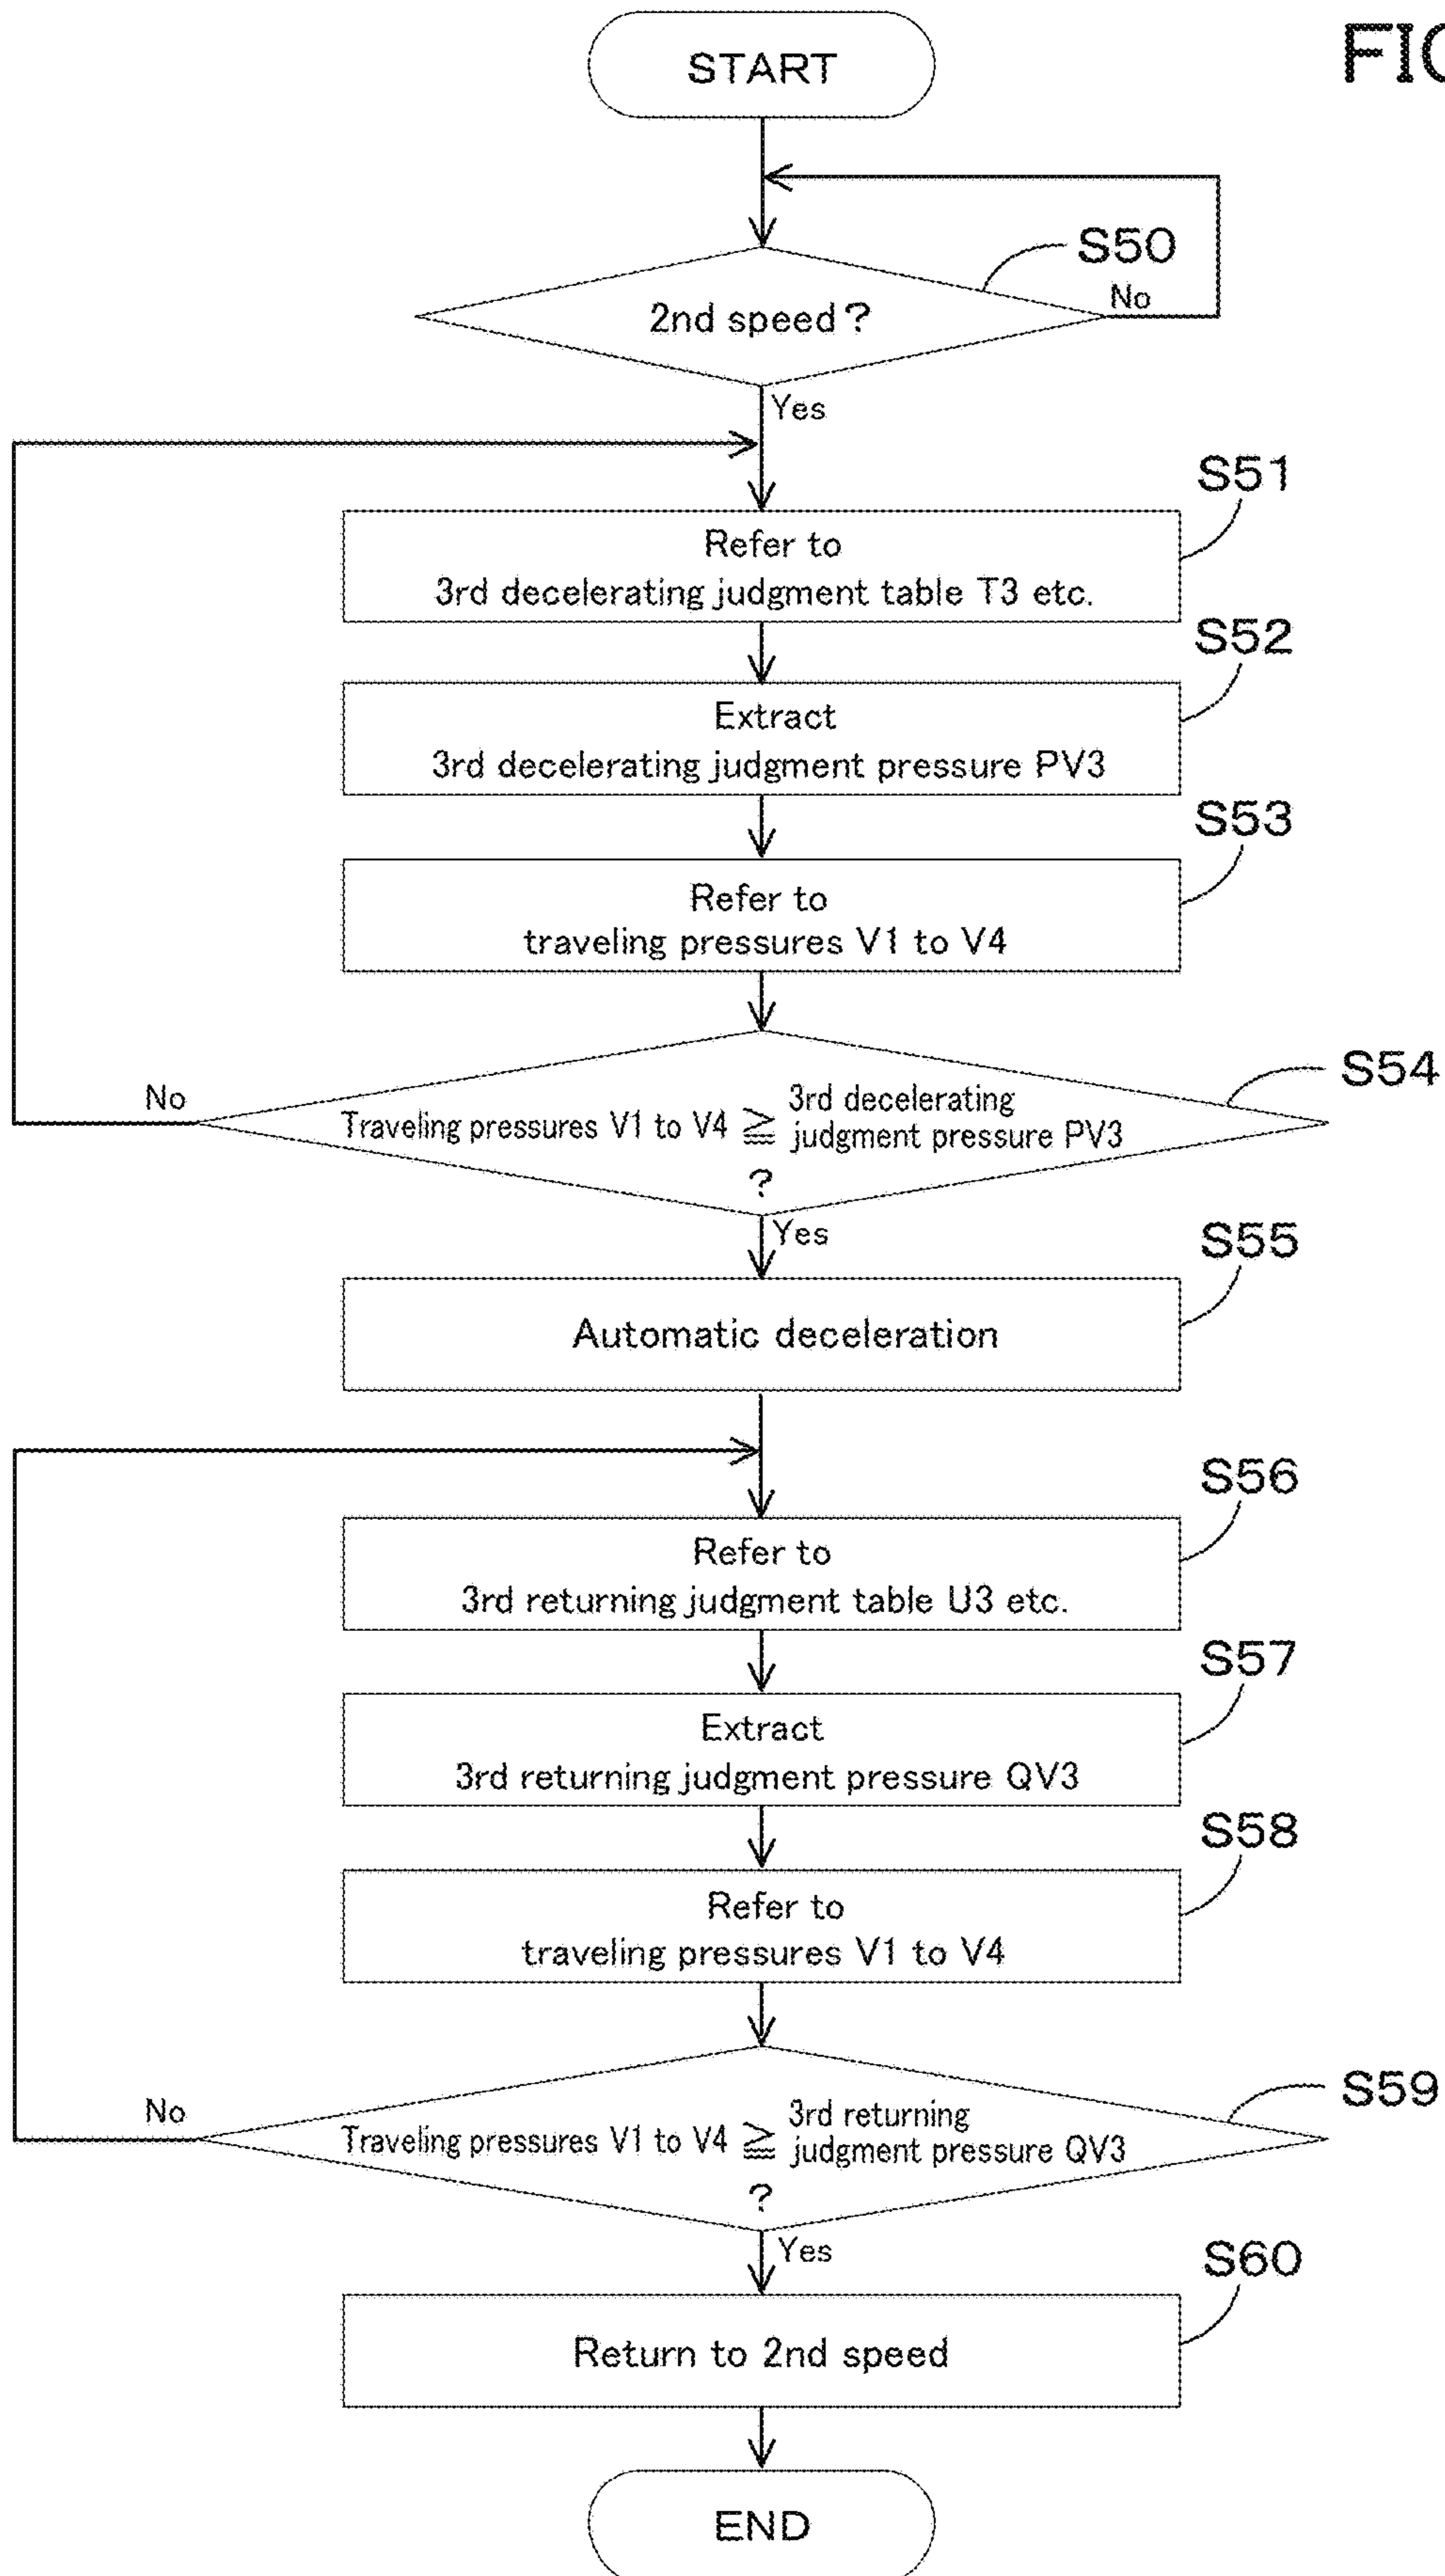 FIG
START
S50
2nd speed ?
No
Yes
S51
Refer to
3rd decelerating judgment table T3 etc.
S52
Extract
3rd decelerating judgment pressure PV3
S53
Refer to
traveling pressures V1 to V4
S54
No
Traveling pressures V1 to V4 ≧ 3rd decelerating
judgment pressure PV3
?
Yes
S55
Automatic deceleration
S56
Refer to
3rd returning judgment table U3 etc.
S57
Extract
3rd returning judgment pressure QV3
S58
Refer to
traveling pressures V1 to V4
S59
No
Traveling pressures V1 to V4 ≧ 3rd returning
judgment pressure QV3
?
Yes
S60
Return to 2nd speed
END